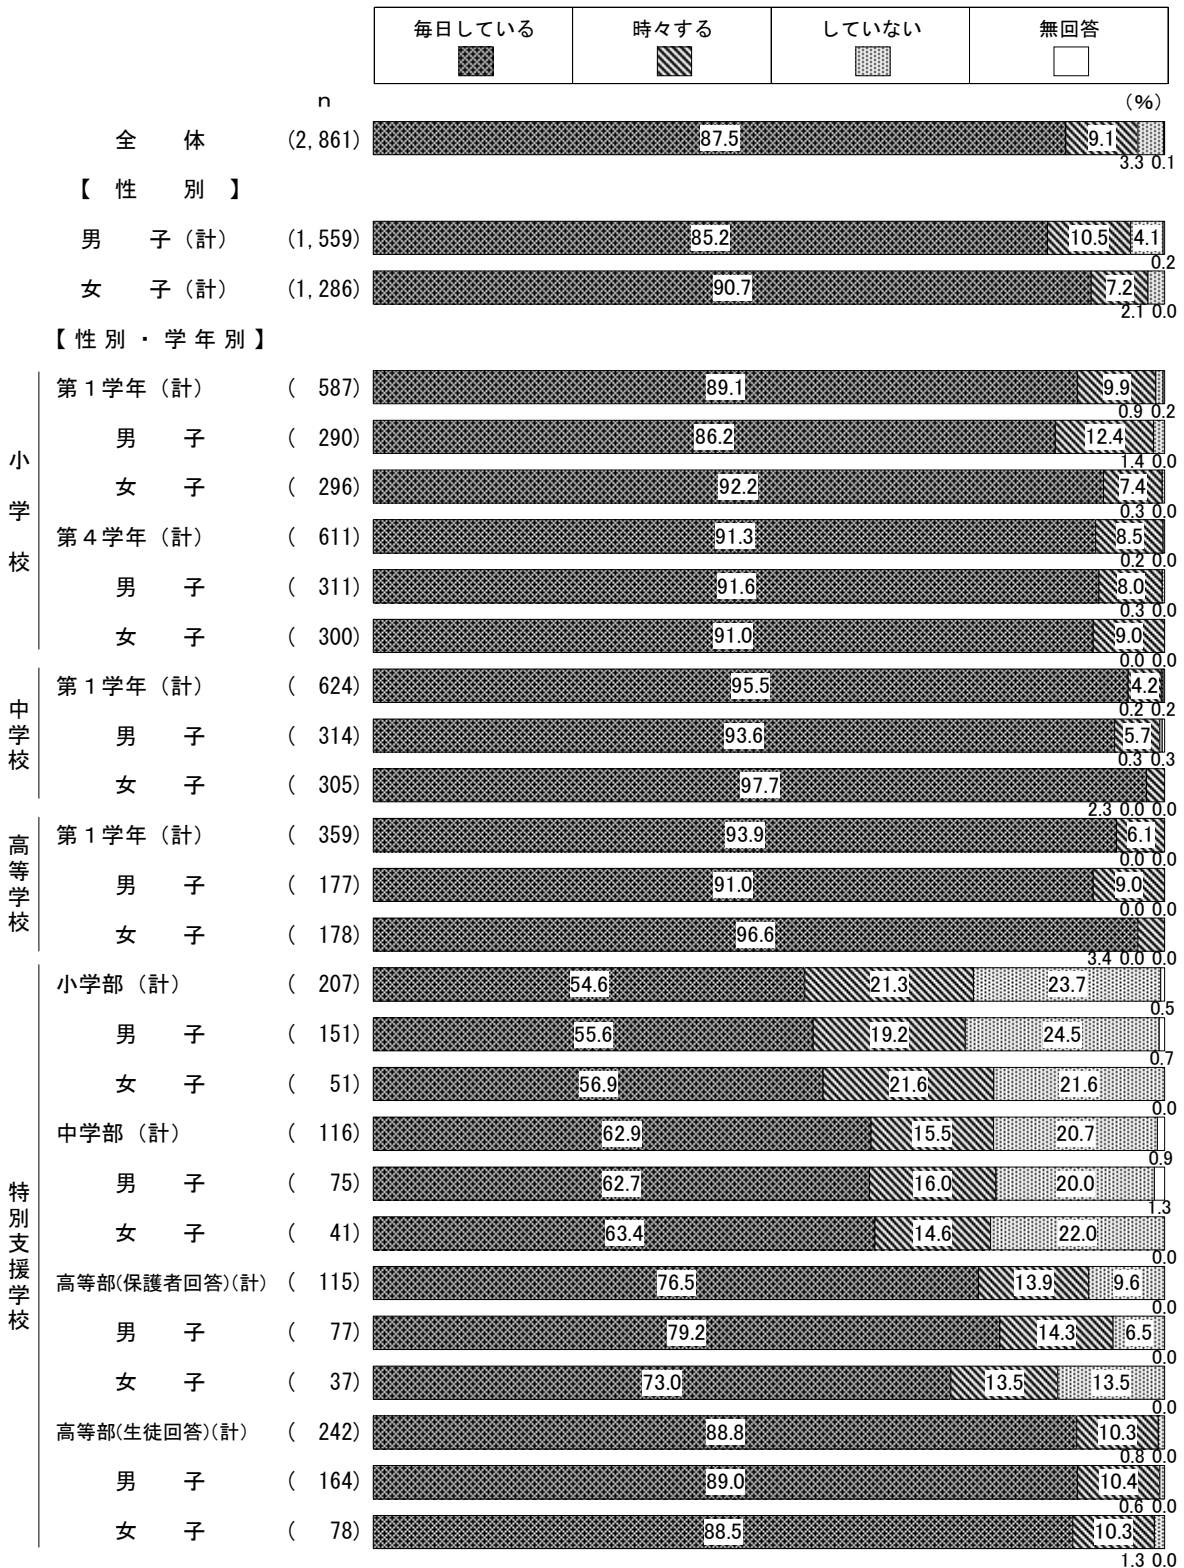 毎日している 時々する していない 無回答
n (%)
全 体 (2,861) 87.5 9.1
3.3 0.1
【 性 別 】
男 子(計) (1,559) 85.2 10.5 4.1
0.2
女 子(計) (1,286) 90.7 7.2
2.1 0.0
【性別・学年別】
小学校
第1学年(計) ( 587) 89.1 9.9
0.9 0.2
男 子 ( 290) 86.2 12.4
1.4 0.0
女 子 ( 296) 92.2 7.4
0.3 0.0
第4学年(計) ( 611) 91.3 8.5
0.2 0.0
男 子 ( 311) 91.6 8.0
0.3 0.0
女 子 ( 300) 91.0 9.0
0.0 0.0
中学校
第1学年(計) ( 624) 95.5 4.2
0.2 0.2
男 子 ( 314) 93.6 5.7
0.3 0.3
女 子 ( 305) 97.7
2.3 0.0 0.0
高等学校
第1学年(計) ( 359) 93.9 6.1
0.0 0.0
男 子 ( 177) 91.0 9.0
0.0 0.0
女 子 ( 178) 96.6
3.4 0.0 0.0
特別支援学校
小学部(計) ( 207) 54.6 21.3 23.7
0.5
男 子 ( 151) 55.6 19.2 24.5
0.7
女 子 ( 51) 56.9 21.6 21.6
0.0
中学部(計) ( 116) 62.9 15.5 20.7
0.9
男 子 ( 75) 62.7 16.0 20.0
1.3
女 子 ( 41) 63.4 14.6 22.0
0.0
高等部(保護者回答)(計) ( 115) 76.5 13.9 9.6
0.0
男 子 ( 77) 79.2 14.3 6.5
0.0
女 子 ( 37) 73.0 13.5 13.5
0.0
高等部(生徒回答)(計) ( 242) 88.8 10.3
0.8 0.0
男 子 ( 164) 89.0 10.4
0.6 0.0
女 子 ( 78) 88.5 10.3
1.3 0.0